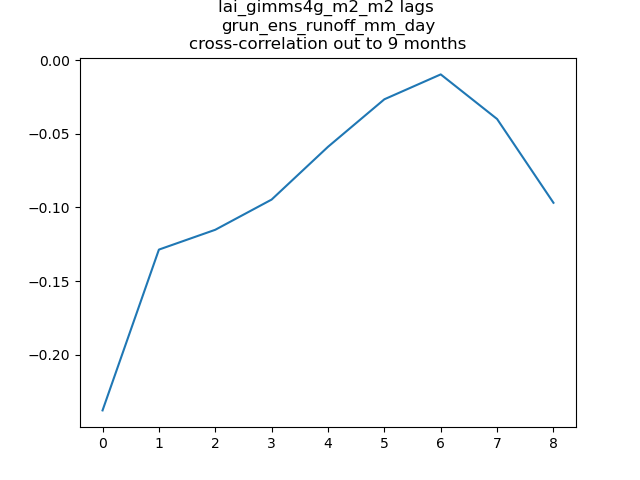 lai_gimms4g_m2_m2 lags
grun_ens_runoff_mm_day
cross-correlation out to 9 months
0.00
−0.05
−0.10
−0.15
−0.20
0 1 2 3 4 5 6 7 8